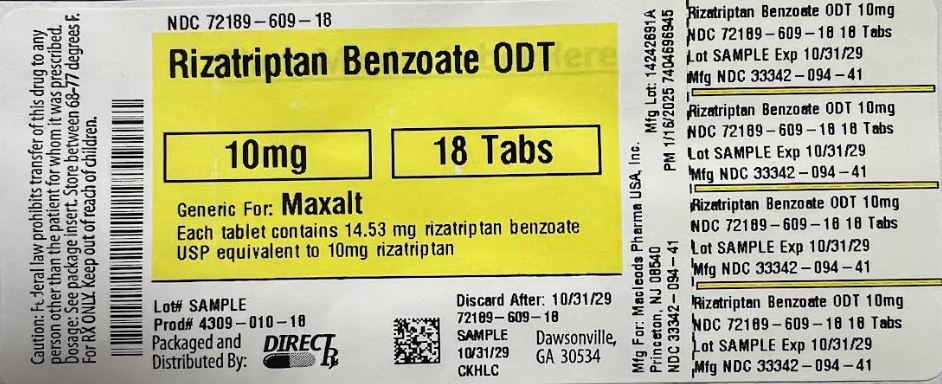 Caution: Federal law prohibits transfer of this drug to any
person other than the patient for whom it was prescribed.
Dosage: See package insert. Store between 68-77 degrees F.
For RX ONLY. Keep out of reach of children.
NDC 72189-609-18
Rizatriptan Benzoate ODT
10mg
18 Tabs
Generic For: Maxalt
Each tablet contains 14.53 mg rizatriptan benzoate
USP equivalent to 10mg rizatriptan
Lot# SAMPLE
Prod# 4309-010-18
Packaged and
Distributed By:
DIRECT Rx
Discard After: 10/31/29
72189-609-18
SAMPLE
10/31/29
CKHLC
Dawsonville,
GA 30534
Mfg For: Macleods Pharma USA, Inc.
Princeton, NJ 08540
NDC 33342-094-41
Mfg Lot: 14242691A
PM 1/16/2025 7404696945
Rizatriptan Benzoate ODT 10mg
NDC 72189-609-18 18 Tabs
Lot SAMPLE Exp 10/31/29
Mfg NDC 33342-094-41
Rizatriptan Benzoate ODT 10mg
NDC 72189-609-18 18 Tabs
Lot SAMPLE Exp 10/31/29
Mfg NDC 33342-094-41
Rizatriptan Benzoate ODT 10mg
NDC 72189-609-18 18 Tabs
Lot SAMPLE Exp 10/31/29
Mfg NDC 33342-094-41
Rizatriptan Benzoate ODT 10mg
NDC 72189-609-18 18 Tabs
Lot SAMPLE Exp 10/31/29
Mfg NDC 33342-094-41